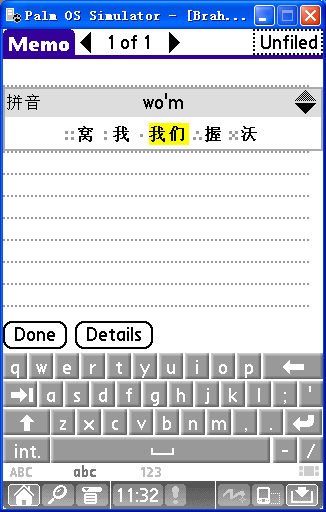 Palm OS Simulator - [Brah...
Memo 1 of 1 Unfiled
拼音 wo'm
窝 我 我们 握 沃
Done Details
q w e r t y u i o p
a s d f g h j k l ; '
z x c v b n m , .
int. - /
ABC abc 123
11:32